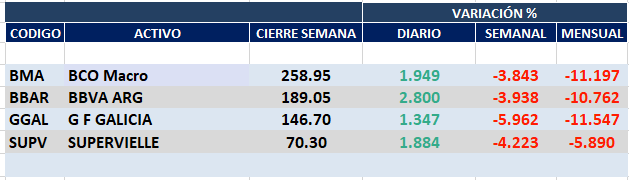 VARIACIÓN %
CODIGO ACTIVO CIERRE SEMANA DIARIO SEMANAL MENSUAL
BMA BCO Macro 258.95 1.949 -3.843 -11.197
BBAR BBVA ARG 189.05 2.800 -3.938 -10.762
GGAL G F GALICIA 146.70 1.347 -5.962 -11.547
SUPV SUPERVIELLE 70.30 1.884 -4.223 -5.890